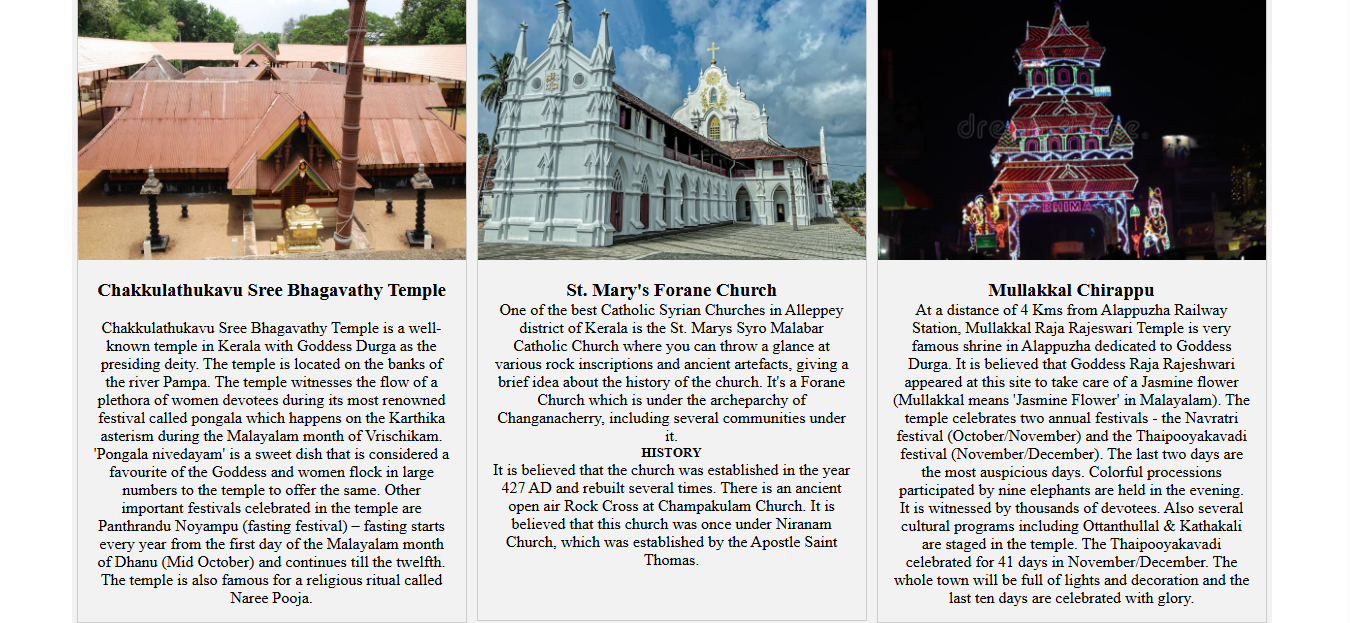 BHIMA
Chakkulathukavu Sree Bhagavathy Temple
Chakkulathukavu Sree Bhagavathy Temple is a well-
known temple in Kerala with Goddess Durga as the
presiding deity. The temple is located on the banks of
the river Pampa. The temple witnesses the flow of a
plethora of women devotees during its most renowned
festival called pongala which happens on the Karthika
asterism during the Malayalam month of Vrischikam.
'Pongala nivedayam' is a sweet dish that is considered a
favourite of the Goddess and women flock in large
numbers to the temple to offer the same. Other
important festivals celebrated in the temple are
Panthrandu Noyampu (fasting festival) – fasting starts
every year from the first day of the Malayalam month
of Dhanu (Mid October) and continues till the twelfth.
The temple is also famous for a religious ritual called
Naree Pooja.
St. Mary's Forane Church
One of the best Catholic Syrian Churches in Alleppey
district of Kerala is the St. Marys Syro Malabar
Catholic Church where you can throw a glance at
various rock inscriptions and ancient artefacts, giving a
brief idea about the history of the church. It's a Forane
Church which is under the archeparchy of
Changanacherry, including several communities under
it.
HISTORY
It is believed that the church was established in the year
427 AD and rebuilt several times. There is an ancient
open air Rock Cross at Champakulam Church. It is
believed that this church was once under Niranam
Church, which was established by the Apostle Saint
Thomas.
Mullakkal Chirappu
At a distance of 4 Kms from Alappuzha Railway
Station, Mullakkal Raja Rajeswari Temple is very
famous shrine in Alappuzha dedicated to Goddess
Durga. It is believed that Goddess Raja Rajeshwari
appeared at this site to take care of a Jasmine flower
(Mullakkal means 'Jasmine Flower' in Malayalam). The
temple celebrates two annual festivals - the Navratri
festival (October/November) and the Thaipooyakavadi
festival (November/December). The last two days are
the most auspicious days. Colorful processions
participated by nine elephants are held in the evening.
It is witnessed by thousands of devotees. Also several
cultural programs including Ottanthullal & Kathakali
are staged in the temple. The Thaipooyakavadi
celebrated for 41 days in November/December. The
whole town will be full of lights and decoration and the
last ten days are celebrated with glory.